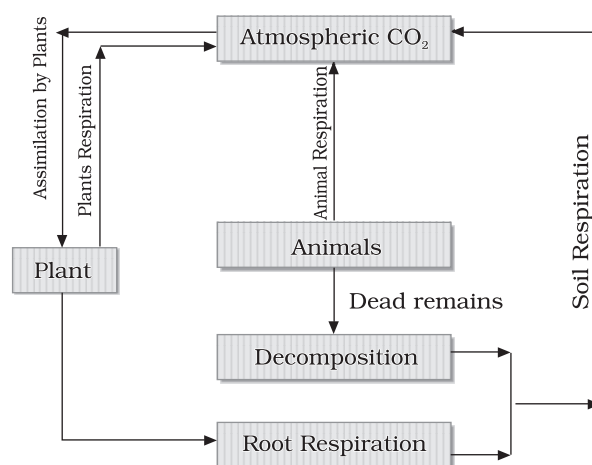 Atmospheric CO₂
Assimilation by Plants
Plants Respiration
Animal Respiration
Soil Respiration
Animals
Plant
Dead remains
Decomposition
Root Respiration